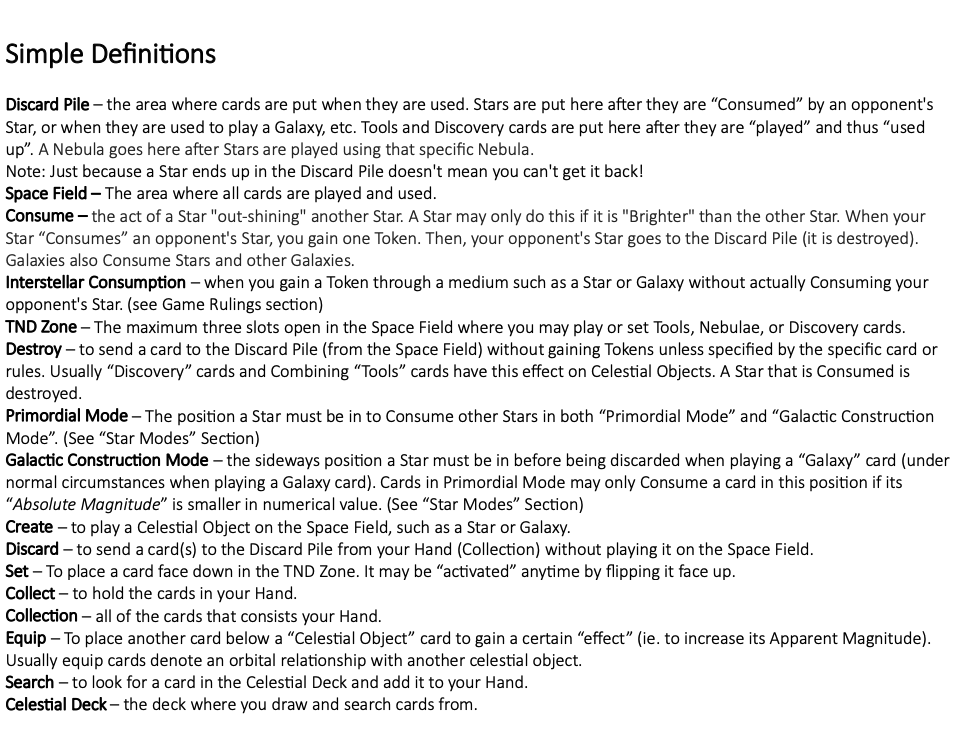 Simple Definitions
Discard Pile – the area where cards are put when they are used. Stars are put here after they are “Consumed” by an opponent's
Star, or when they are used to play a Galaxy, etc. Tools and Discovery cards are put here after they are “played” and thus “used
up”. A Nebula goes here after Stars are played using that specific Nebula.
Note: Just because a Star ends up in the Discard Pile doesn't mean you can't get it back!
Space Field – The area where all cards are played and used.
Consume – the act of a Star "out-shining" another Star. A Star may only do this if it is "Brighter" than the other Star. When your
Star “Consumes” an opponent's Star, you gain one Token. Then, your opponent's Star goes to the Discard Pile (it is destroyed).
Galaxies also Consume Stars and other Galaxies.
Interstellar Consumption – when you gain a Token through a medium such as a Star or Galaxy without actually Consuming your
opponent's Star. (see Game Rulings section)
TND Zone – The maximum three slots open in the Space Field where you may play or set Tools, Nebulae, or Discovery cards.
Destroy – to send a card to the Discard Pile (from the Space Field) without gaining Tokens unless specified by the specific card or
rules. Usually “Discovery” cards and Combining “Tools” cards have this effect on Celestial Objects. A Star that is Consumed is
destroyed.
Primordial Mode – The position a Star must be in to Consume other Stars in both “Primordial Mode” and “Galactic Construction
Mode”. (See “Star Modes” Section)
Galactic Construction Mode – the sideways position a Star must be in before being discarded when playing a “Galaxy” card (under
normal circumstances when playing a Galaxy card). Cards in Primordial Mode may only Consume a card in this position if its
“Absolute Magnitude” is smaller in numerical value. (See “Star Modes” Section)
Create – to play a Celestial Object on the Space Field, such as a Star or Galaxy.
Discard – to send a card(s) to the Discard Pile from your Hand (Collection) without playing it on the Space Field.
Set – To place a card face down in the TND Zone. It may be “activated” anytime by flipping it face up.
Collect – to hold the cards in your Hand.
Collection – all of the cards that consists your Hand.
Equip – To place another card below a “Celestial Object” card to gain a certain “effect” (ie. to increase its Apparent Magnitude).
Usually equip cards denote an orbital relationship with another celestial object.
Search – to look for a card in the Celestial Deck and add it to your Hand.
Celestial Deck – the deck where you draw and search cards from.